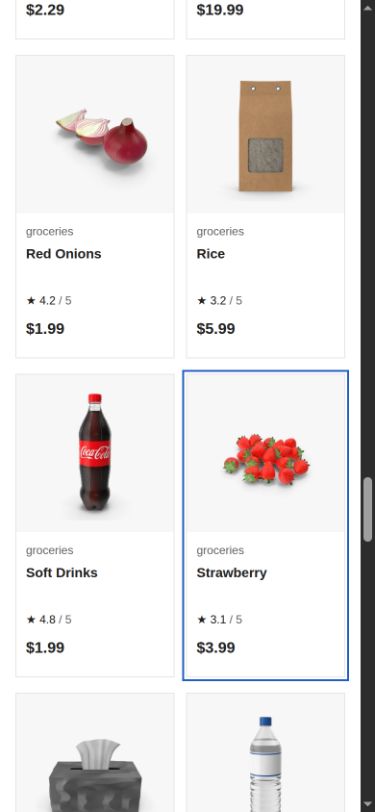 $2.29
$19.99
groceries
Red Onions
★ 4.2 / 5
$1.99
groceries
Rice
★ 3.2 / 5
$5.99
Coca-Cola
groceries
Soft Drinks
★ 4.8 / 5
$1.99
groceries
Strawberry
★ 3.1 / 5
$3.99